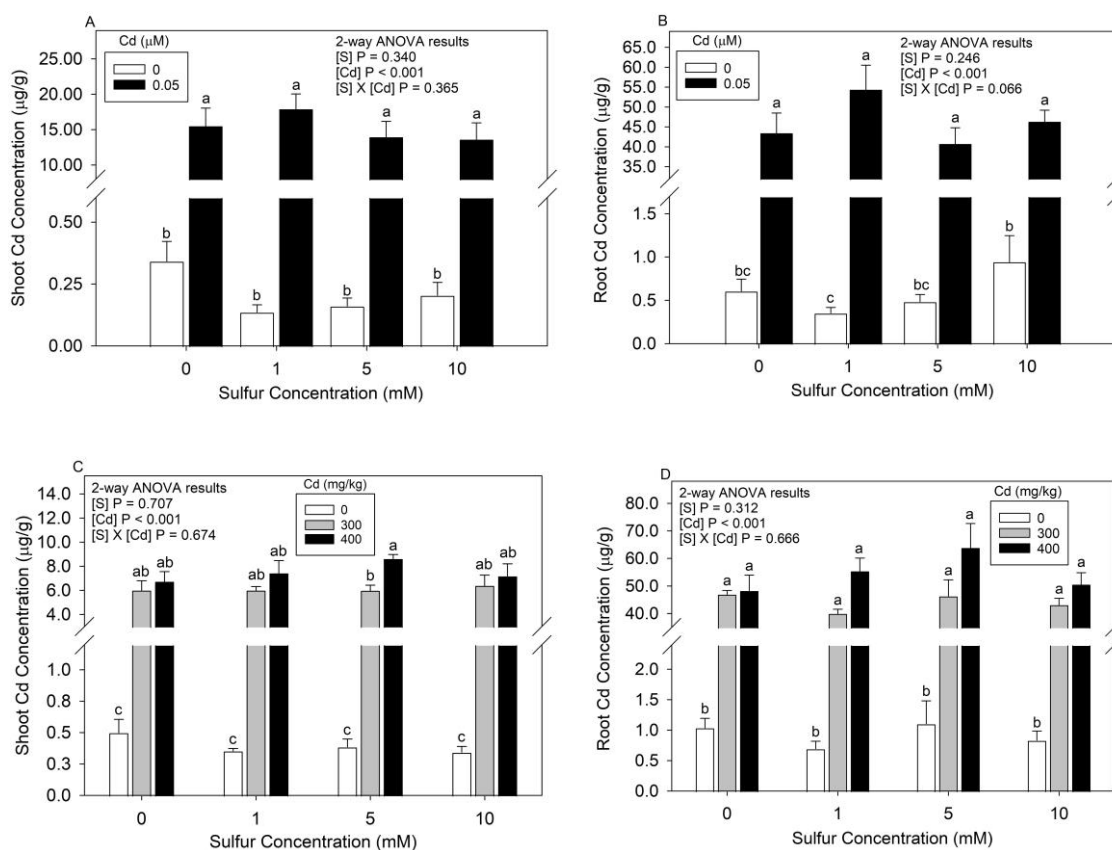 A
Cd (μM)
0
0.05
2-way ANOVA results
[S] P = 0.340
[Cd] P < 0.001
[S] X [Cd] P = 0.365
Shoot Cd Concentration (μg/g)
25.00
20.00
15.00
10.00
0.50
0.25
0.00
a
a
a
a
b
b
b
b
0
1
5
10
Sulfur Concentration (mM)
B
Cd (μM)
0
0.05
2-way ANOVA results
[S] P = 0.246
[Cd] P < 0.001
[S] X [Cd] P = 0.066
Root Cd Concentration (μg/g)
65.0
60.0
55.0
50.0
45.0
40.0
35.0
1.5
1.0
0.5
0.0
a
a
a
a
bc
c
bc
b
0
1
5
10
Sulfur Concentration (mM)
C
2-way ANOVA results
[S] P = 0.707
[Cd] P < 0.001
[S] X [Cd] P = 0.674
Cd (mg/kg)
0
300
400
Shoot Cd Concentration (μg/g)
14.0
12.0
10.0
8.0
6.0
4.0
1.0
0.8
0.5
0.3
0.0
ab
ab
ab
ab
b
a
ab
ab
c
c
c
c
0
1
5
10
Sulfur Concentration (mM)
D
2-way ANOVA results
[S] P = 0.312
[Cd] P < 0.001
[S] X [Cd] P = 0.666
Cd (mg/kg)
0
300
400
Root Cd Concentration (μg/g)
90.0
80.0
70.0
60.0
50.0
40.0
2.0
1.5
1.0
0.5
0.0
a
a
a
a
a
a
a
a
b
b
b
b
0
1
5
10
Sulfur Concentration (mM)